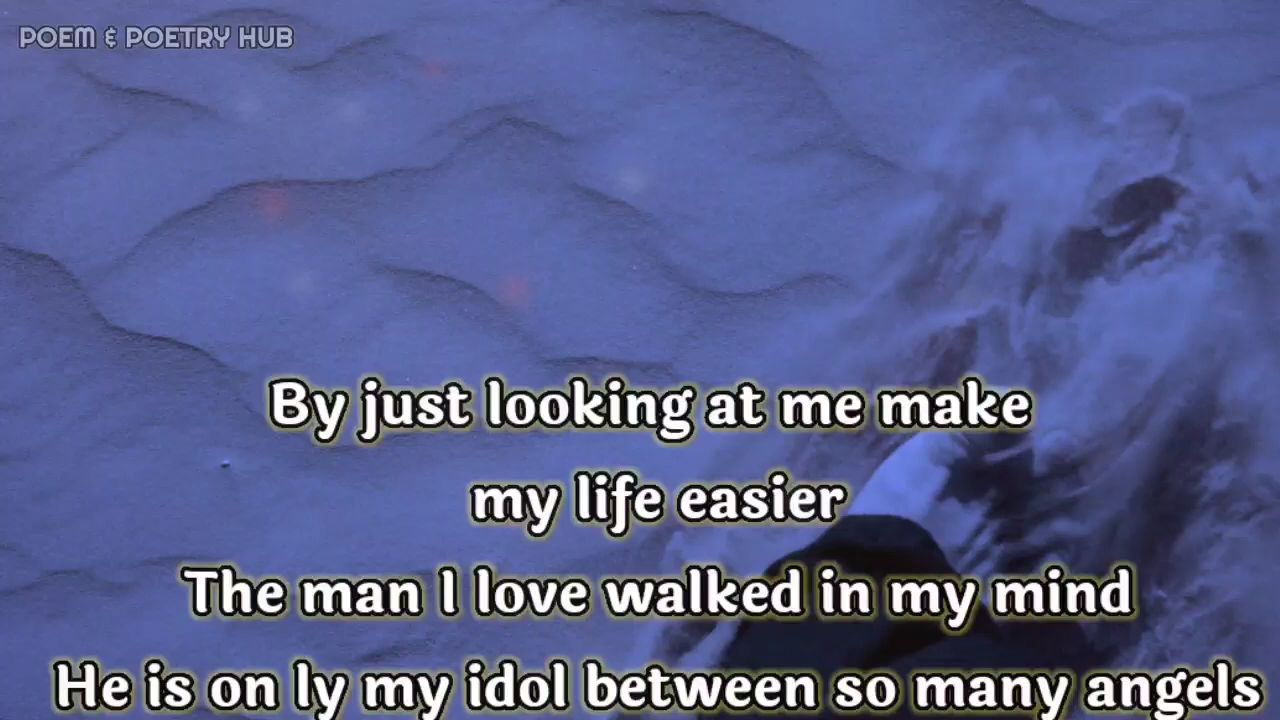 POEM & POETRY HUB
By just looking at me make
my life easier
The man I love walked in my mind
He is on ly my idol between so many angels